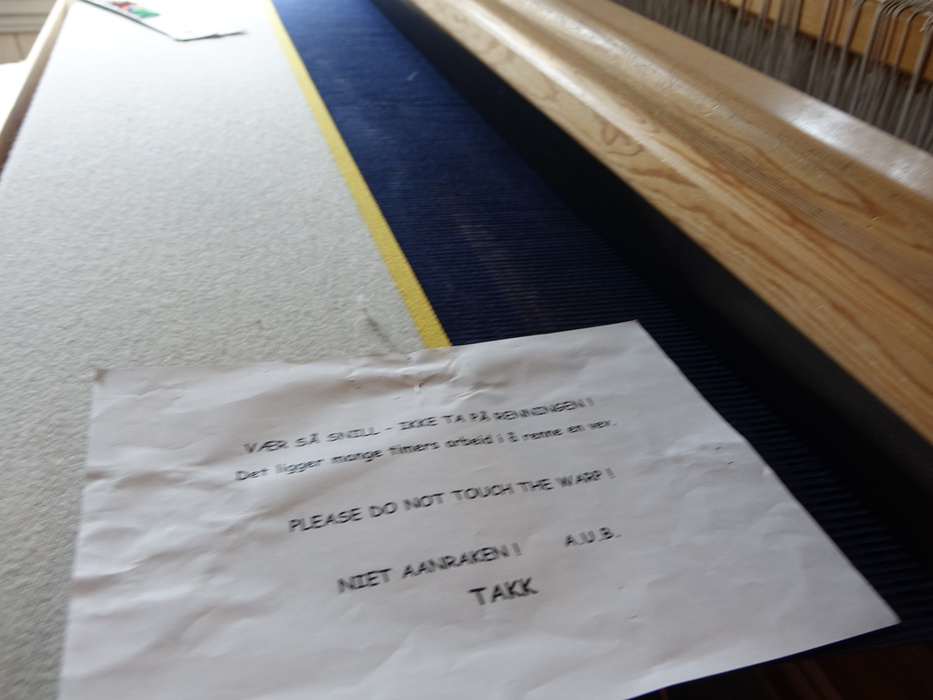 VÆR SÅ SNILL - IKKE TA PÅ RENNINGEN !
Det ligger mange timers arbeid i å renne en vev.
PLEASE DO NOT TOUCH THE WARP !
NIET AANRAKEN ! A.U.B.
TAKK